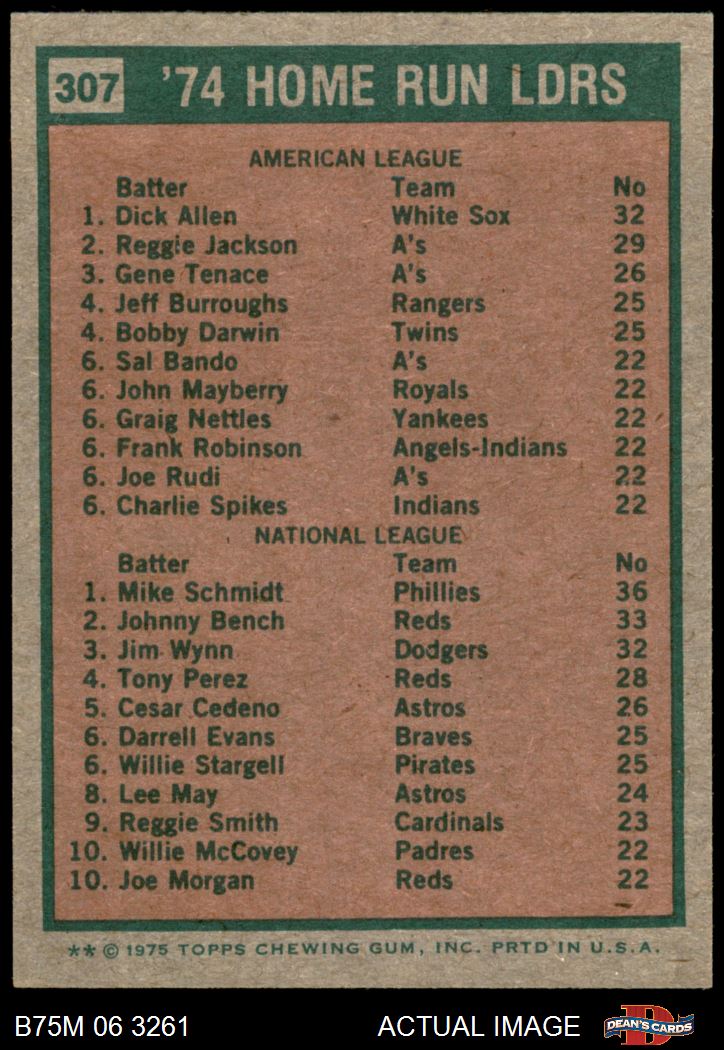 307 '74 HOME RUN LDRS
AMERICAN LEAGUE
Batter Team No
1. Dick Allen White Sox 32
2. Reggie Jackson A's 29
3. Gene Tenace A's 26
4. Jeff Burroughs Rangers 25
4. Bobby Darwin Twins 25
6. Sal Bando A's 22
6. John Mayberry Royals 22
6. Graig Nettles Yankees 22
6. Frank Robinson Angels-Indians 22
6. Joe Rudi A's 22
6. Charlie Spikes Indians 22
NATIONAL LEAGUE
Batter Team No
1. Mike Schmidt Phillies 36
2. Johnny Bench Reds 33
3. Jim Wynn Dodgers 32
4. Tony Perez Reds 28
5. Cesar Cedeno Astros 26
6. Darrell Evans Braves 25
6. Willie Stargell Pirates 25
8. Lee May Astros 24
9. Reggie Smith Cardinals 23
10. Willie McCovey Padres 22
10. Joe Morgan Reds 22
** © 1975 TOPPS CHEWING GUM, INC. PRTD IN U.S.A.
B75M 06 3261 ACTUAL IMAGE D DEAN'S CARDS